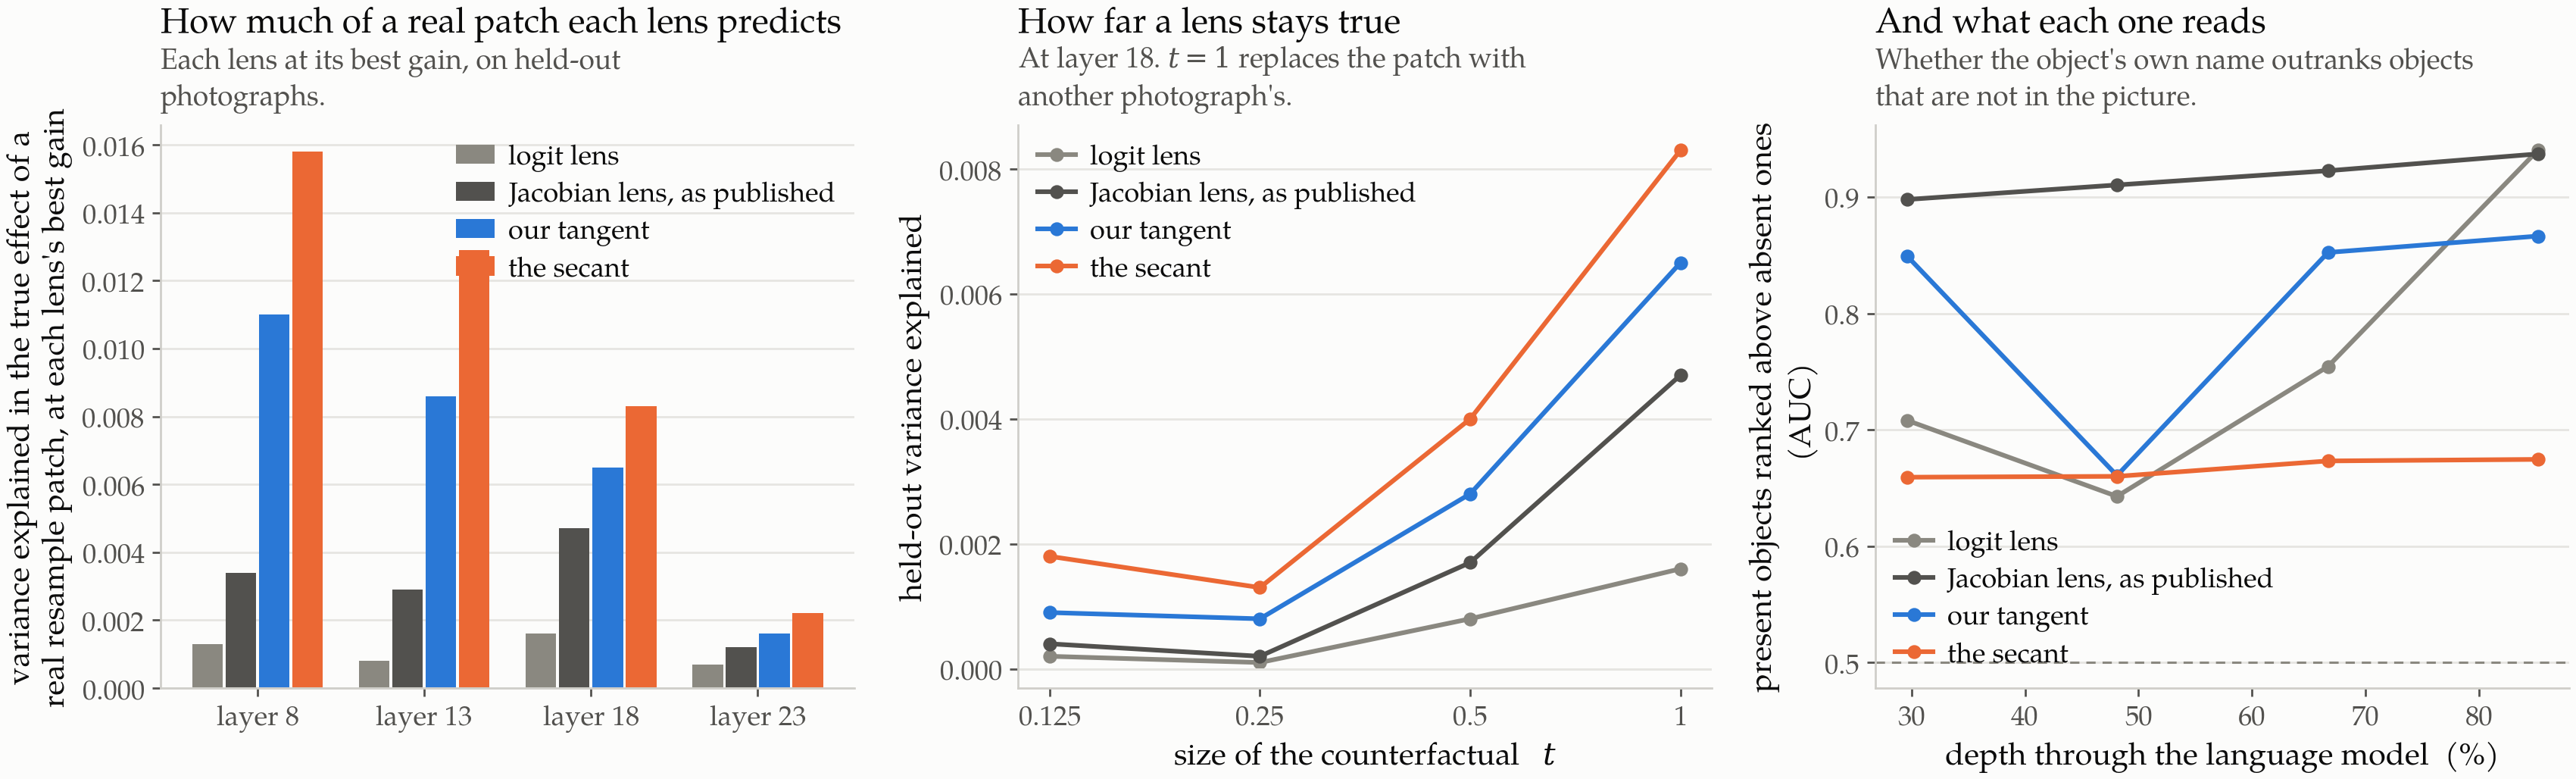 How much of a real patch each lens predicts
Each lens at its best gain, on held-out
photographs.
variance explained in the true effect of a
real resample patch, at each lens's best gain
0.016
0.014
0.012
0.010
0.008
0.006
0.004
0.002
0.000
logit lens
Jacobian lens, as published
our tangent
the secant
layer 8
layer 13
layer 18
layer 23
How far a lens stays true
At layer 18. t = 1 replaces the patch with
another photograph's.
held-out variance explained
0.008
0.006
0.004
0.002
0.000
logit lens
Jacobian lens, as published
our tangent
the secant
0.125
0.25
0.5
1
size of the counterfactual t
And what each one reads
Whether the object's own name outranks objects
that are not in the picture.
present objects ranked above absent ones
(AUC)
0.9
0.8
0.7
0.6
0.5
logit lens
Jacobian lens, as published
our tangent
the secant
30
40
50
60
70
80
depth through the language model (%)